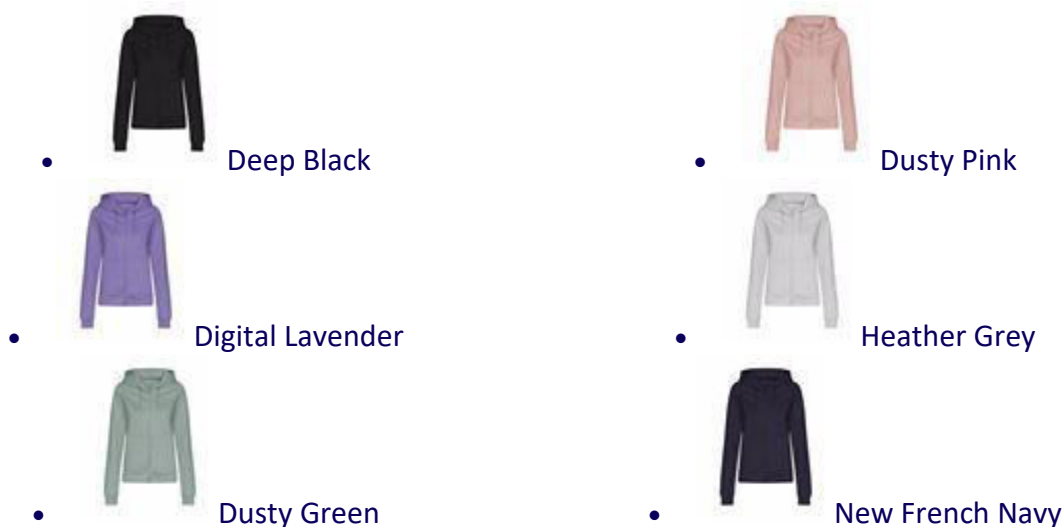 Deep Black
Dusty Pink
Digital Lavender
Heather Grey
Dusty Green
New French Navy